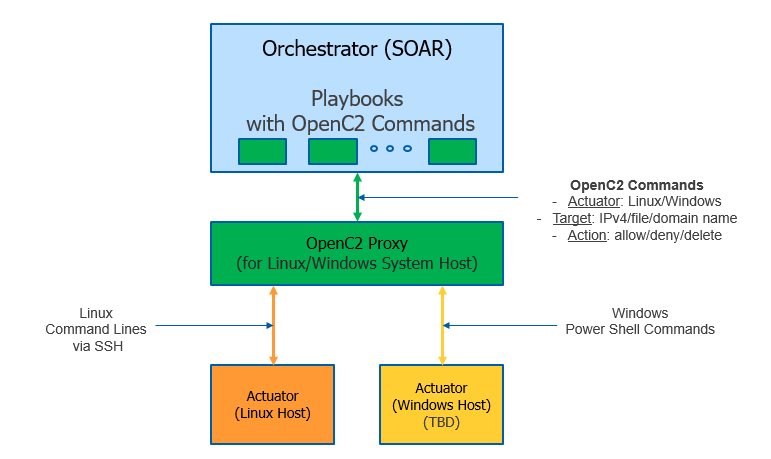 Orchestrator (SOAR)
Playbooks
with OpenC2 Commands
OpenC2 Commands
- Actuator: Linux/Windows
- Target: IPv4/file/domain name
- Action: allow/deny/delete
OpenC2 Proxy
(for Linux/Windows System Host)
Linux
Command Lines
via SSH
Windows
Power Shell Commands
Actuator
(Linux Host)
Actuator
(Windows Host)
(TBD)